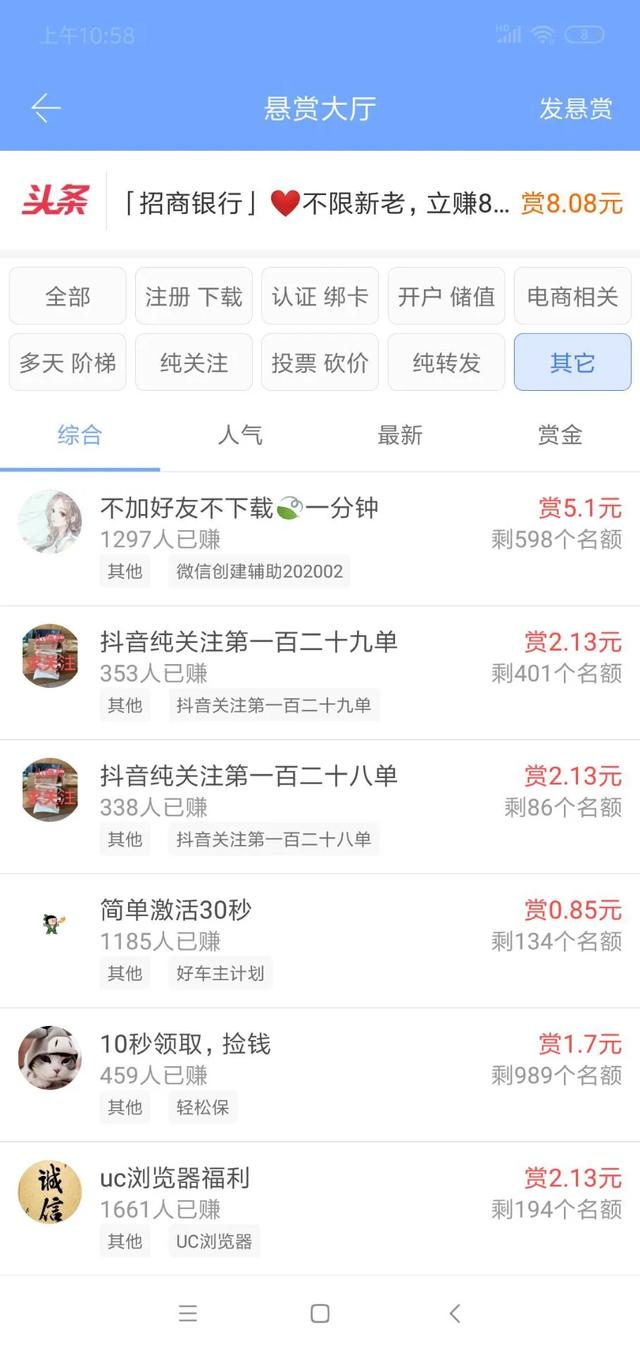 上午10:58
HD
8
悬赏大厅
发悬赏
头条
「招商银行」❤️不限新老，立赚8... 赏8.08元
全部 注册 下载 认证 绑卡 开户 储值 电商相关
多天 阶梯 纯关注 投票 砍价 纯转发 其它
综合 人气 最新 赏金
不加好友不下载🍃一分钟 赏5.1元
1297人已赚 剩598个名额
其他 微信创建辅助202002
抖音纯关注第一百二十九单 赏2.13元
353人已赚 剩401个名额
其他 抖音关注第一百二十九单
求关注
抖音纯关注第一百二十八单 赏2.13元
338人已赚 剩86个名额
其他 抖音关注第一百二十八单
求关注
简单激活30秒 赏0.85元
1185人已赚 剩134个名额
其他 好车主计划
10秒领取，捡钱 赏1.7元
459人已赚 剩989个名额
其他 轻松保
诚信
uc浏览器福利 赏2.13元
1661人已赚 剩194个名额
其他 UC浏览器